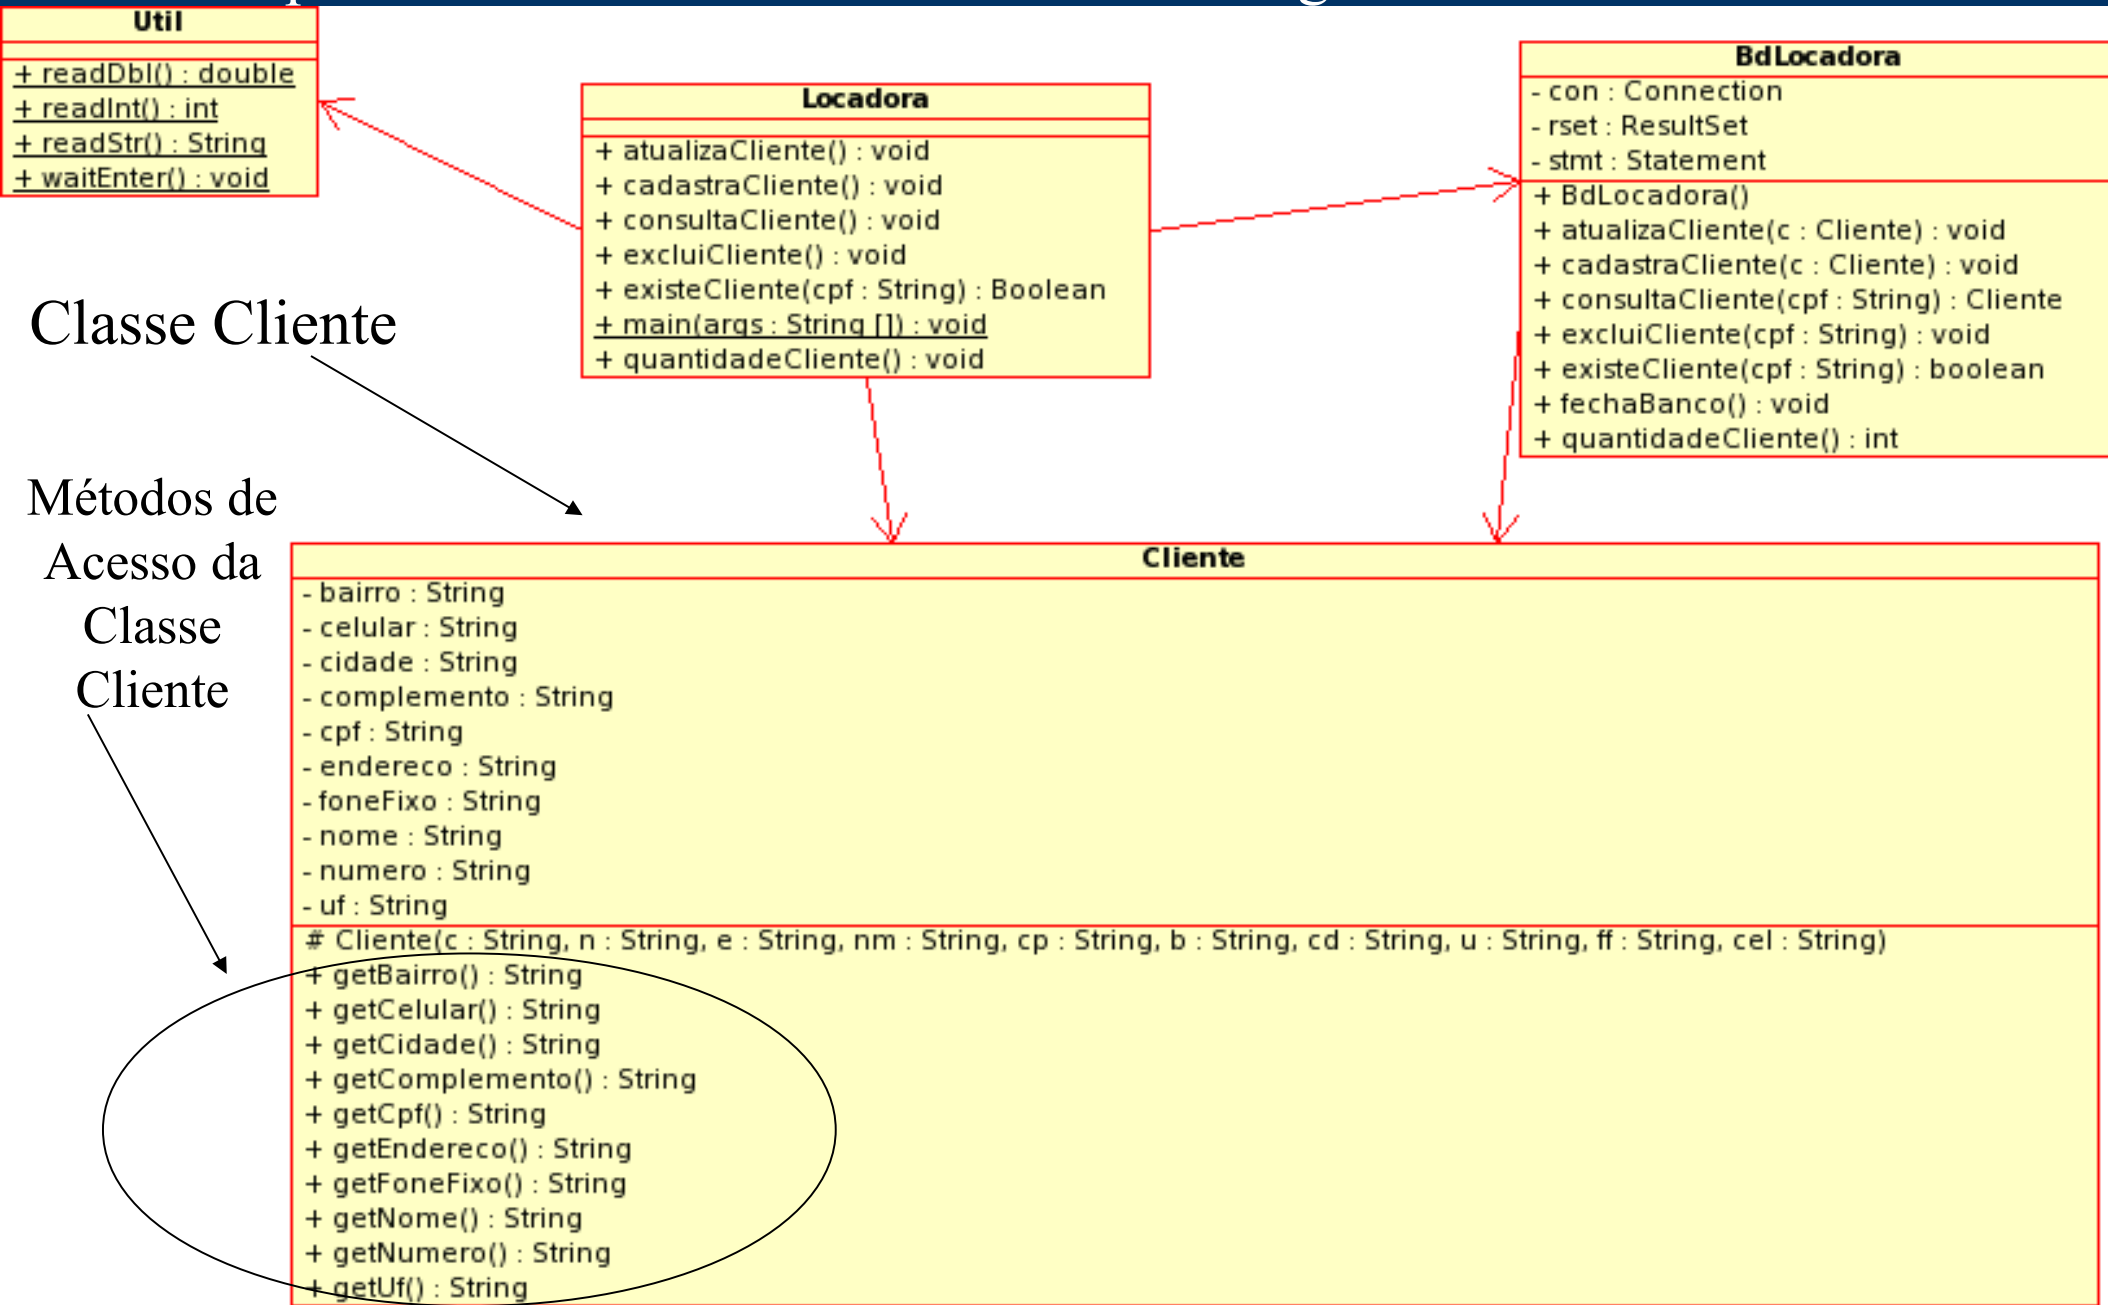 Util
+ readDbl() : double
+ readInt() : int
+ readStr() : String
+ waitEnter() : void
Locadora
+ atualizaCliente() : void
+ cadastraCliente() : void
+ consultaCliente() : void
+ excluiCliente() : void
+ existeCliente(cpf : String) : Boolean
+ main(args : String []) : void
+ quantidadeCliente() : void
BdLocadora
- con : Connection
- rset : ResultSet
- stmt : Statement
+ BdLocadora()
+ atualizaCliente(c : Cliente) : void
+ cadastraCliente(c : Cliente) : void
+ consultaCliente(cpf : String) : Cliente
+ excluiCliente(cpf : String) : void
+ existeCliente(cpf : String) : boolean
+ fechaBanco() : void
+ quantidadeCliente() : int
Classe Cliente
Métodos de
Acesso da
Classe
Cliente
Cliente
- bairro : String
- celular : String
- cidade : String
- complemento : String
- cpf : String
- endereco : String
- foneFixo : String
- nome : String
- numero : String
- uf : String
# Cliente(c : String, n : String, e : String, nm : String, cp : String, b : String, cd : String, u : String, ff : String, cel : String)
+ getBairro() : String
+ getCelular() : String
+ getCidade() : String
+ getComplemento() : String
+ getCpf() : String
+ getEndereco() : String
+ getFoneFixo() : String
+ getNome() : String
+ getNumero() : String
+ getUf() : String